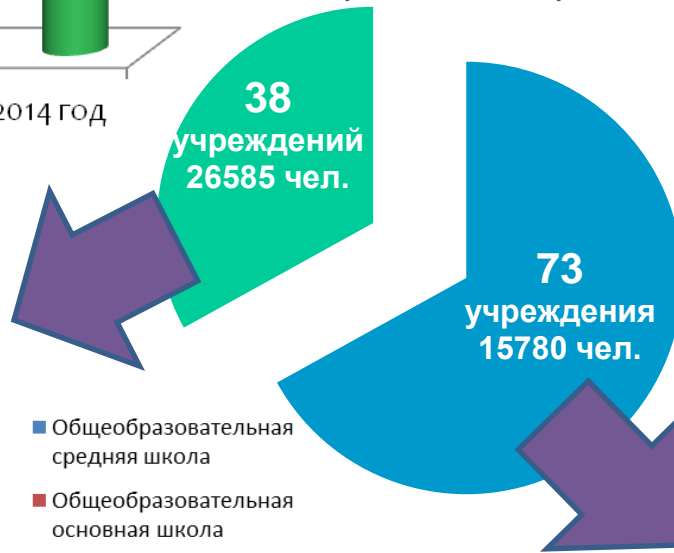 2014 год
38
учреждений
26585 чел.
73
учреждения
15780 чел.
Общеобразовательная
средняя школа
Общеобразовательная
основная школа